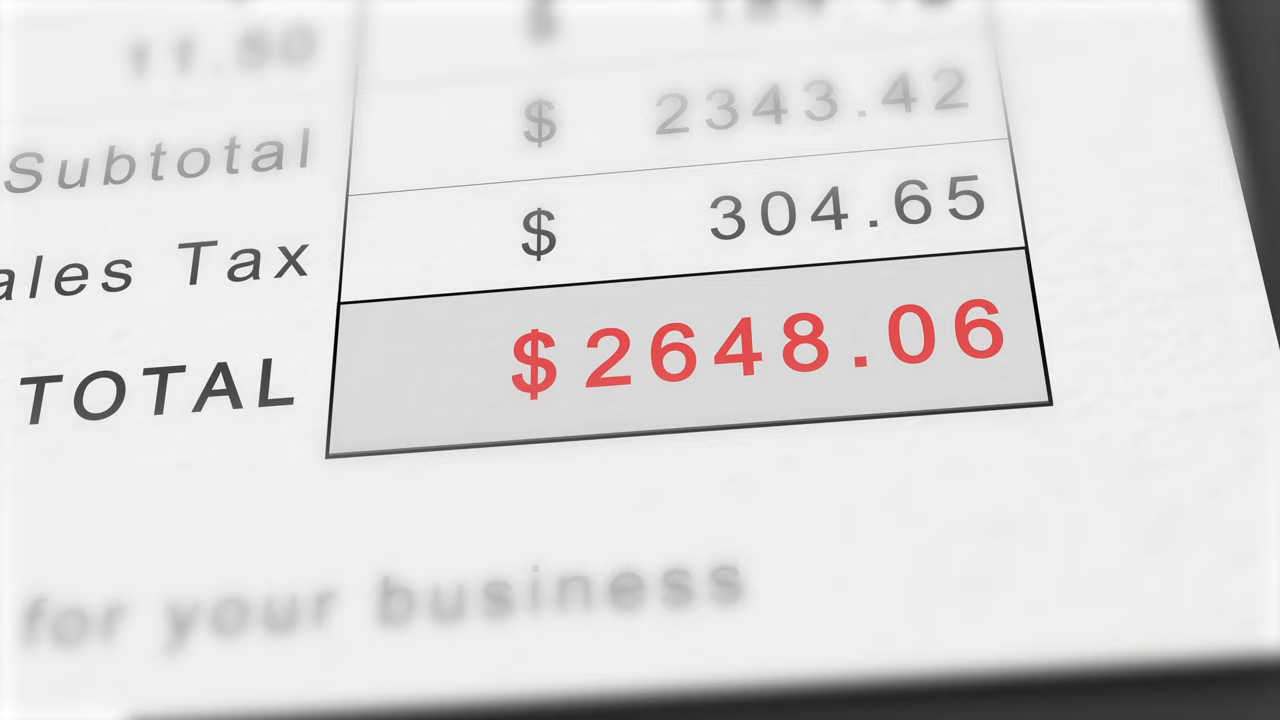 11.50 $
Subtotal $ 2343.42
ales Tax $ 304.65
TOTAL $2648.06
for your business